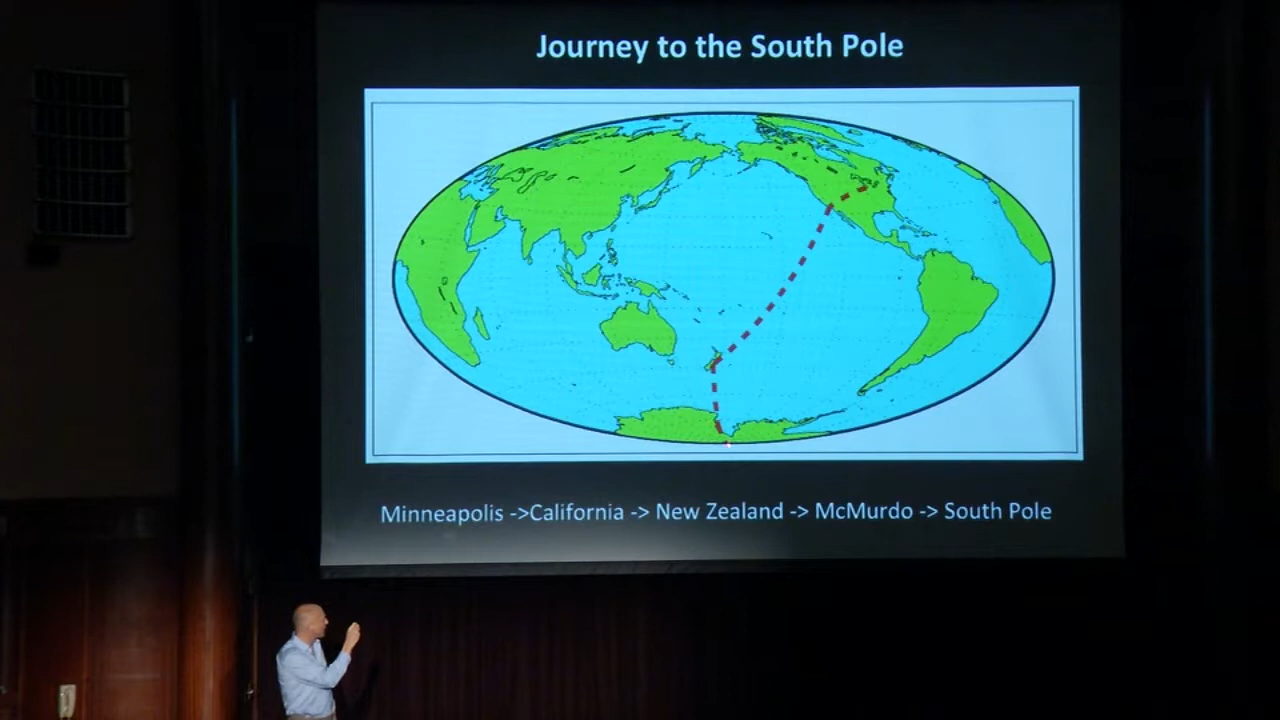 Journey to the South Pole
Minneapolis ->California -> New Zealand -> McMurdo -> South Pole